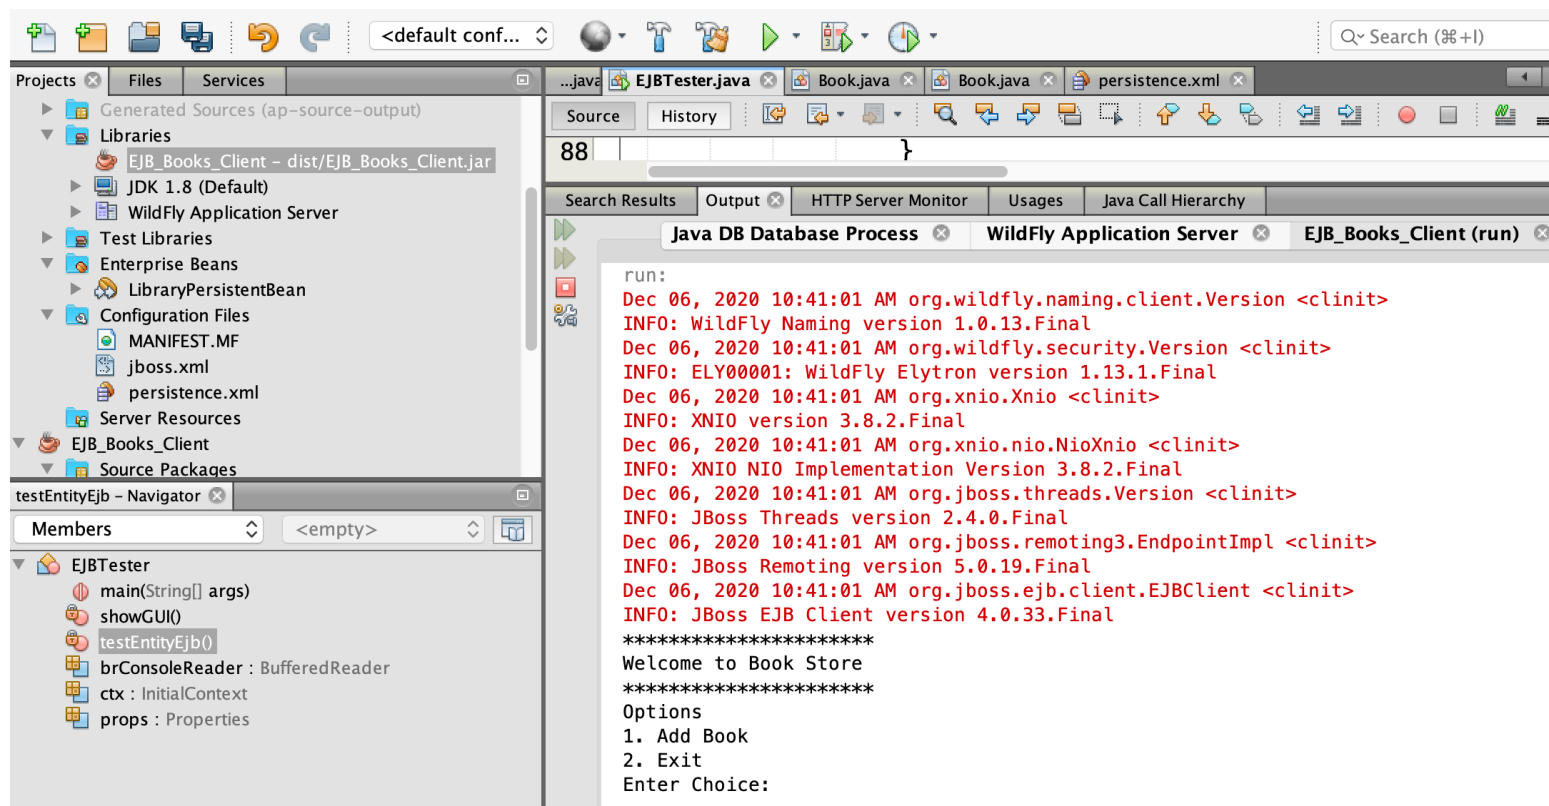 <default conf...
Search (⌘+I)
Projects
Files
Services
Generated Sources (ap-source-output)
Libraries
EJB_Books_Client – dist/EJB_Books_Client.jar
JDK 1.8 (Default)
WildFly Application Server
Test Libraries
Enterprise Beans
LibraryPersistentBean
Configuration Files
MANIFEST.MF
jboss.xml
persistence.xml
Server Resources
EJB_Books_Client
Source Packages
testEntityEjb – Navigator
Members
<empty>
EJBTester
main(String[] args)
showGUI()
testEntityEjb()
brConsoleReader : BufferedReader
ctx : InitialContext
props : Properties
...java
EJBTester.java
Book.java
Book.java
persistence.xml
Source
History
88 }
Search Results
Output
HTTP Server Monitor
Usages
Java Call Hierarchy
Java DB Database Process
WildFly Application Server
EJB_Books_Client (run)
run:
Dec 06, 2020 10:41:01 AM org.wildfly.naming.client.Version <clinit>
INFO: WildFly Naming version 1.0.13.Final
Dec 06, 2020 10:41:01 AM org.wildfly.security.Version <clinit>
INFO: ELY00001: WildFly Elytron version 1.13.1.Final
Dec 06, 2020 10:41:01 AM org.xnio.Xnio <clinit>
INFO: XNIO version 3.8.2.Final
Dec 06, 2020 10:41:01 AM org.xnio.nio.NioXnio <clinit>
INFO: XNIO NIO Implementation Version 3.8.2.Final
Dec 06, 2020 10:41:01 AM org.jboss.threads.Version <clinit>
INFO: JBoss Threads version 2.4.0.Final
Dec 06, 2020 10:41:01 AM org.jboss.remoting3.EndpointImpl <clinit>
INFO: JBoss Remoting version 5.0.19.Final
Dec 06, 2020 10:41:01 AM org.jboss.ejb.client.EJBClient <clinit>
INFO: JBoss EJB Client version 4.0.33.Final
**********************
Welcome to Book Store
**********************
Options
1. Add Book
2. Exit
Enter Choice: